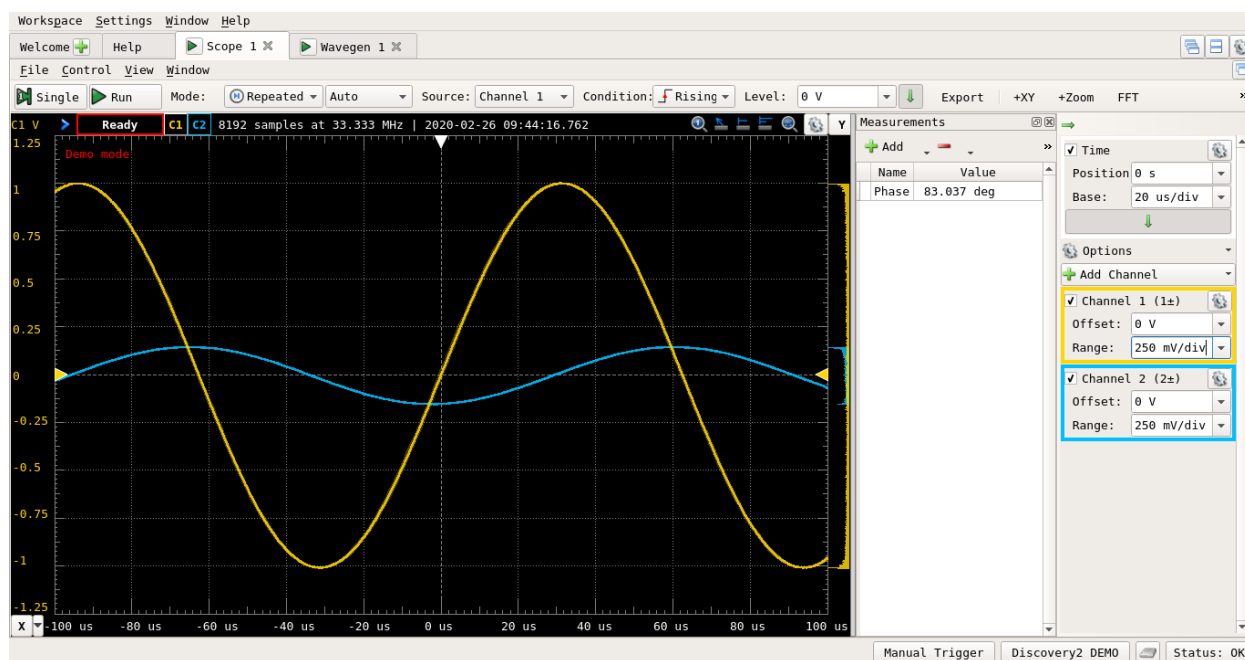 Workspace Settings Window Help
Welcome Help Scope 1 Wavegen 1
File Control View Window
Single Run Mode: Repeated Auto Source: Channel 1 Condition: Rising Level: 0 V Export +XY +Zoom FFT »
C1 V Ready C1 C2 8192 samples at 33.333 MHz | 2020-02-26 09:44:16.762 Y
Demo mode
1.25
1
0.75
0.5
0.25
0
-0.25
-0.5
-0.75
-1
-1.25
X -100 us -80 us -60 us -40 us -20 us 0 us 20 us 40 us 60 us 80 us 100 us
Measurements
Add »
Name Value
Phase 83.037 deg
Time
Position 0 s
Base: 20 us/div
Options
Add Channel
Channel 1 (1±)
Offset: 0 V
Range: 250 mV/div
Channel 2 (2±)
Offset: 0 V
Range: 250 mV/div
Manual Trigger Discovery2 DEMO Status: OK